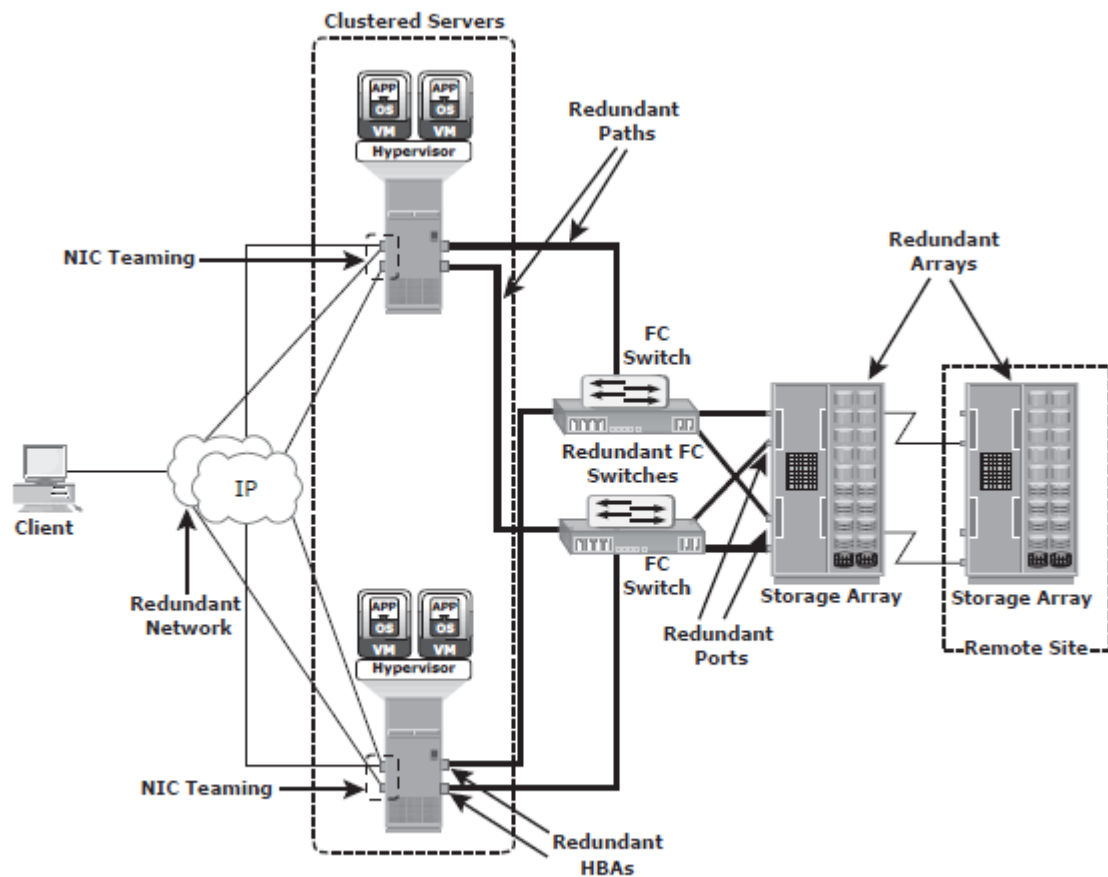 Clustered Servers
APP
OS
VM
APP
OS
VM
Hypervisor
Redundant
Paths
NIC Teaming
Redundant
Arrays
FC
Switch
Redundant FC
Switches
IP
Client
FC
Switch
Storage Array
Storage Array
Redundant
Network
Redundant
Ports
Remote Site
APP
OS
VM
APP
OS
VM
Hypervisor
NIC Teaming
Redundant
HBAs